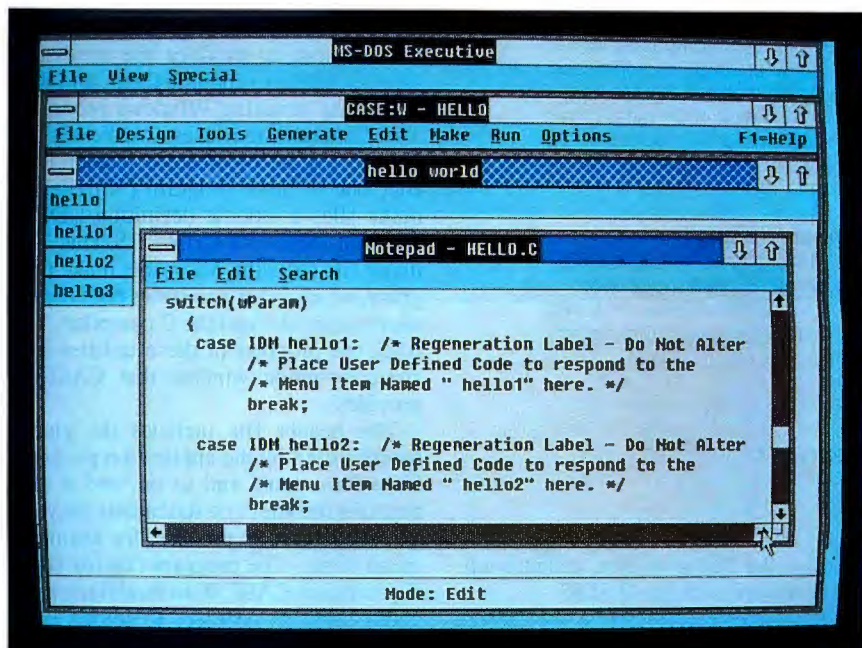 MS-DOS Executive
File View Special
CASE:W - HELLO
File Design Tools Generate Edit Make Run Options F1=Help
hello world
hello
hello1
hello2
hello3
Notepad - HELLO.C
File Edit Search
switch(wParam)
{
case IDM_hello1: /* Regeneration Label - Do Not Alter
/* Place User Defined Code to respond to the
/* Menu Item Named " hello1" here. */
break;
case IDM_hello2: /* Regeneration Label - Do Not Alter
/* Place User Defined Code to respond to the
/* Menu Item Named " hello2" here. */
break;
Mode: Edit